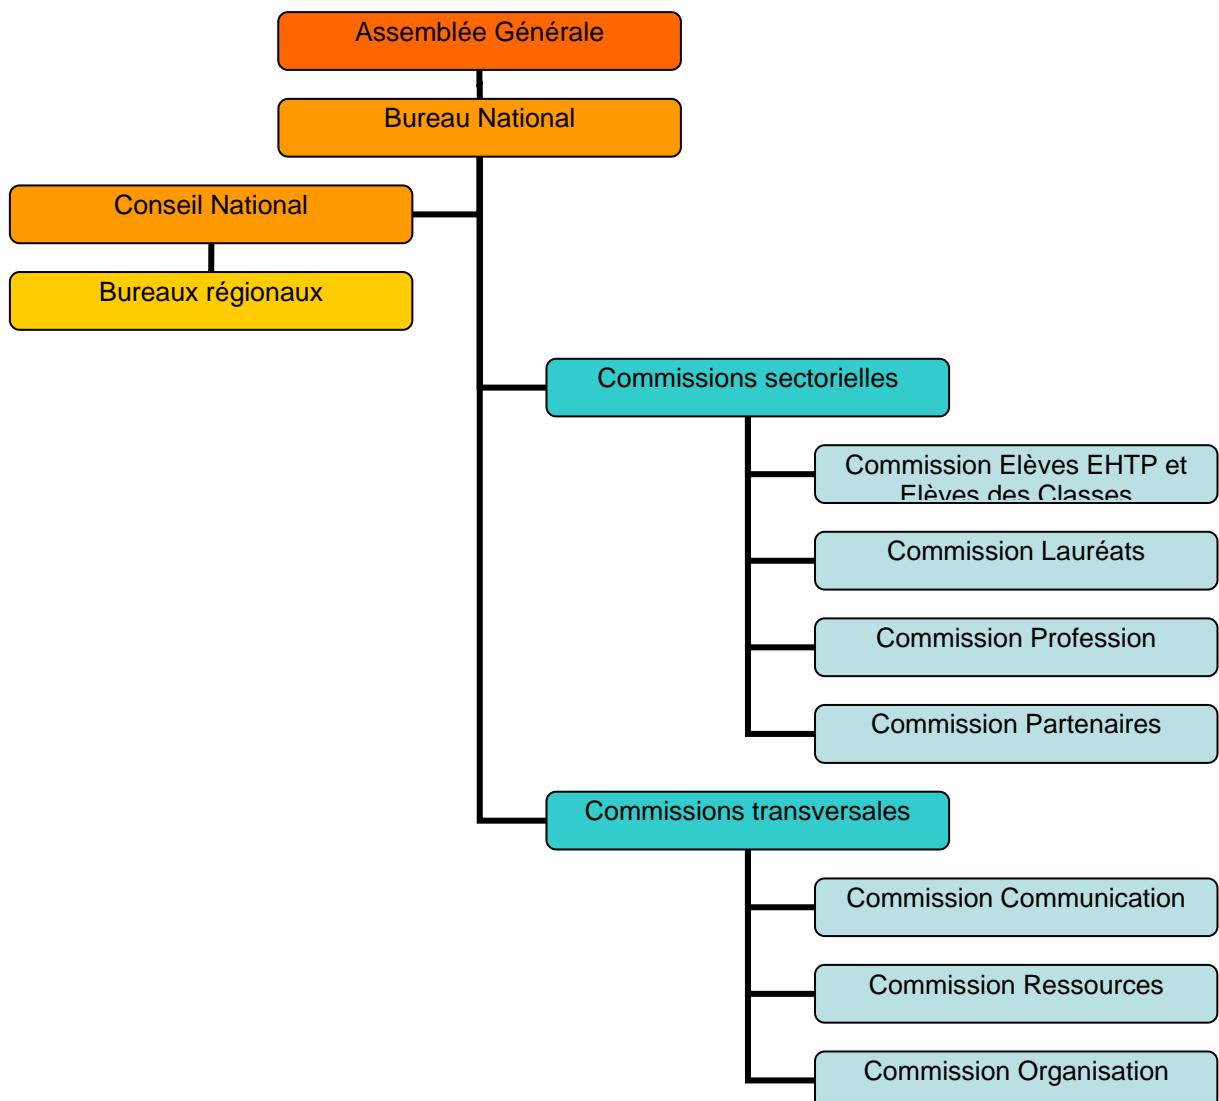 Assemblée Générale
Bureau National
Conseil National
Bureaux régionaux
Commissions sectorielles
Commission Elèves EHTP et
Elèves des Classes
Commission Lauréats
Commission Profession
Commission Partenaires
Commissions transversales
Commission Communication
Commission Ressources
Commission Organisation